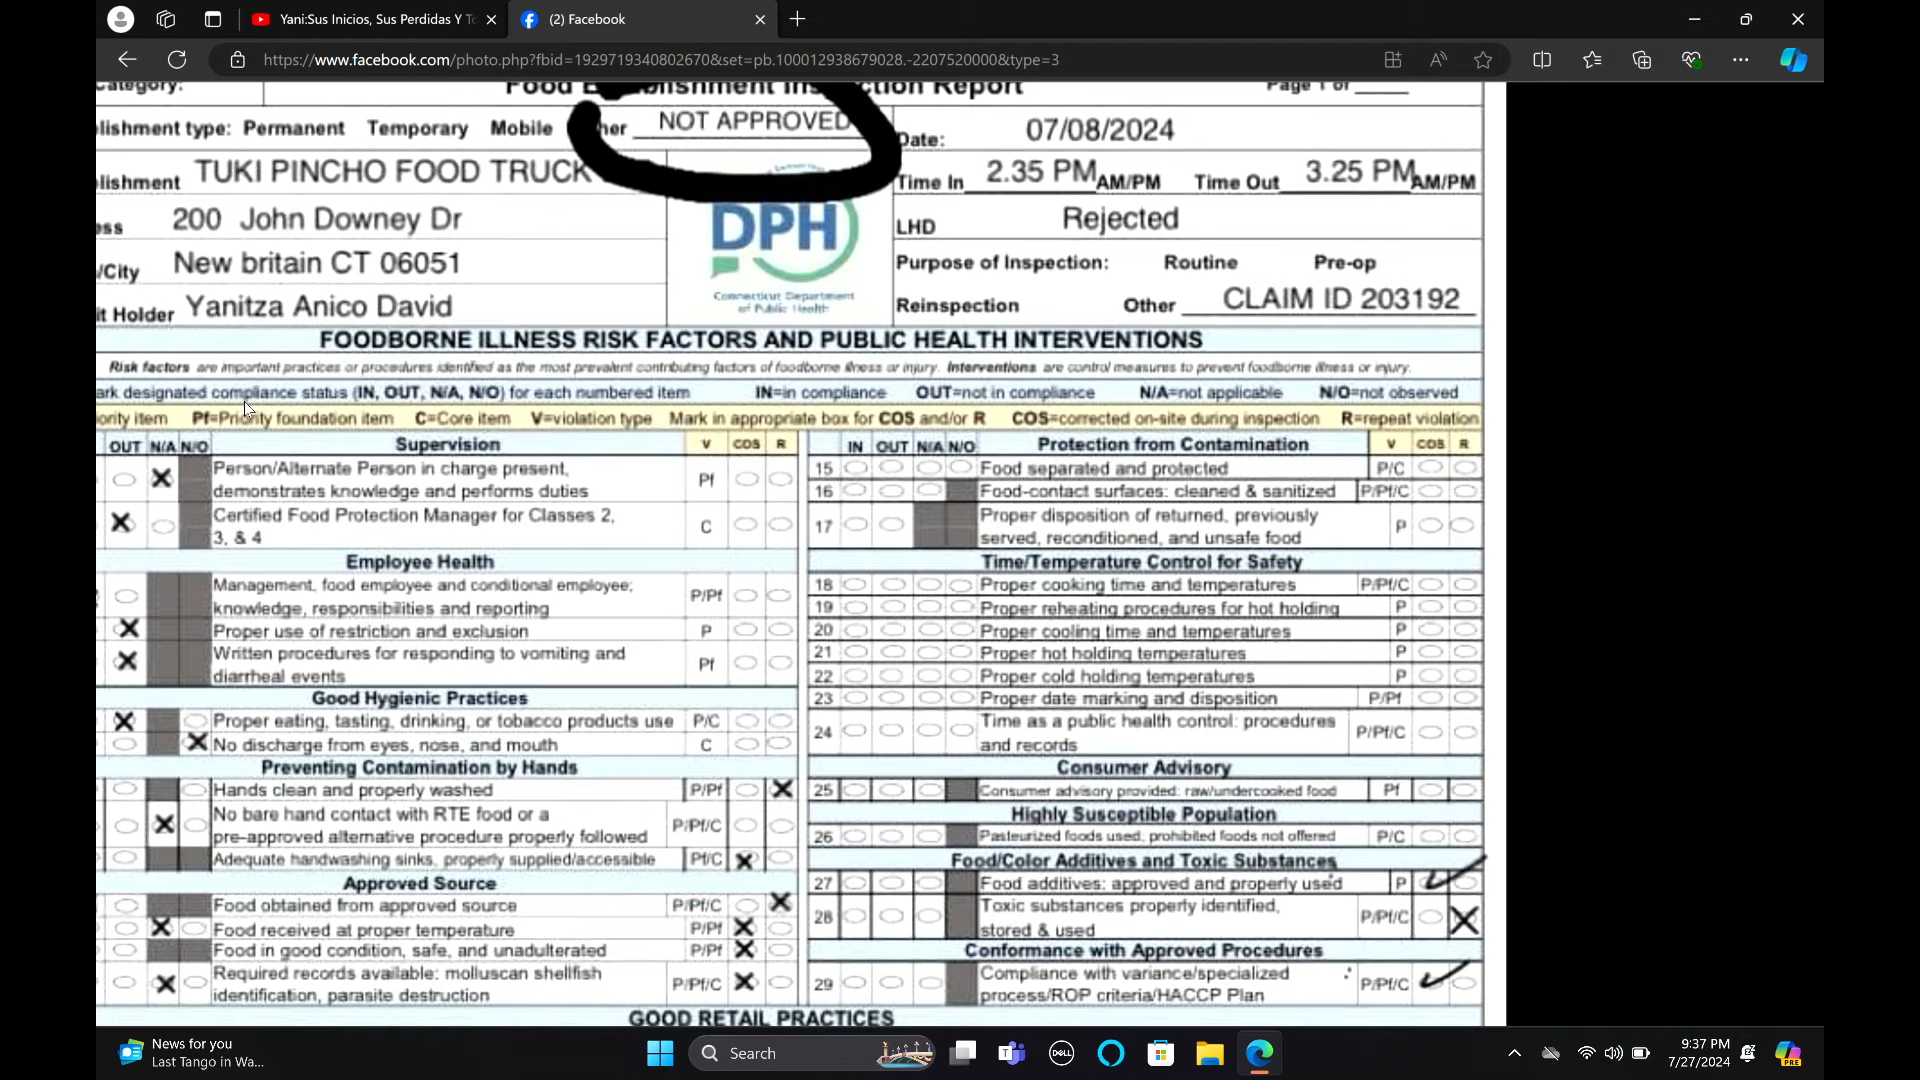 Yani:Sus Inicios, Sus Perdidas Y To
(2) Facebook
https://www.facebook.com/photo.php?fbid=1929719340802670&set=pb.100012938679028.-2207520000&type=3
Category:
Food Establishment Inspection Report
Page 1 of
lishment type: Permanent Temporary Mobile her NOT APPROVED
Date: 07/08/2024
lishment TUKI PINCHO FOOD TRUCK
Time In 2.35 PM AM/PM Time Out 3.25 PM AM/PM
ess 200 John Downey Dr
DPH
LHD Rejected
/City New britain CT 06051
Purpose of Inspection: Routine Pre-op
Connecticut Department
of Public Health
it Holder Yanitza Anico David
Reinspection Other CLAIM ID 203192
FOODBORNE ILLNESS RISK FACTORS AND PUBLIC HEALTH INTERVENTIONS
Risk factors are important practices or procedures identified as the most prevalent contributing factors of foodborne illness or injury. Interventions are control measures to prevent foodborne illness or injury.
ark designated compliance status (IN, OUT, N/A, N/O) for each numbered item IN=in compliance OUT=not in compliance N/A=not applicable N/O=not observed
ority item Pf=Priority foundation item C=Core item V=violation type Mark in appropriate box for COS and/or R COS=corrected on-site during inspection R=repeat violation
OUT N/A N/O Supervision V COS R
Person/Alternate Person in charge present,
demonstrates knowledge and performs duties Pf
Certified Food Protection Manager for Classes 2,
3, & 4 C
Employee Health
Management, food employee and conditional employee;
knowledge, responsibilities and reporting P/Pf
Proper use of restriction and exclusion P
Written procedures for responding to vomiting and
diarrheal events Pf
Good Hygienic Practices
Proper eating, tasting, drinking, or tobacco products use P/C
No discharge from eyes, nose, and mouth C
Preventing Contamination by Hands
Hands clean and properly washed P/Pf
No bare hand contact with RTE food or a
pre-approved alternative procedure properly followed P/Pf/C
Adequate handwashing sinks, properly supplied/accessible Pf/C
Approved Source
Food obtained from approved source P/Pf/C
Food received at proper temperature P/Pf
Food in good condition, safe, and unadulterated P/Pf
Required records available: molluscan shellfish
identification, parasite destruction P/Pf/C
IN OUT N/A N/O Protection from Contamination V COS R
15 Food separated and protected P/C
16 Food-contact surfaces: cleaned & sanitized P/Pf/C
17 Proper disposition of returned, previously
served, reconditioned, and unsafe food P
Time/Temperature Control for Safety
18 Proper cooking time and temperatures P/Pf/C
19 Proper reheating procedures for hot holding P
20 Proper cooling time and temperatures P
21 Proper hot holding temperatures P
22 Proper cold holding temperatures P
23 Proper date marking and disposition P/Pf
24 Time as a public health control: procedures
and records P/Pf/C
Consumer Advisory
25 Consumer advisory provided: raw/undercooked food Pf
Highly Susceptible Population
26 Pasteurized foods used; prohibited foods not offered P/C
Food/Color Additives and Toxic Substances
27 Food additives: approved and properly used P
28 Toxic substances properly identified,
stored & used P/Pf/C
Conformance with Approved Procedures
29 Compliance with variance/specialized
process/ROP criteria/HACCP Plan P/Pf/C
GOOD RETAIL PRACTICES
News for you
Last Tango in Wa...
Search
DELL
9:37 PM
7/27/2024
PRE